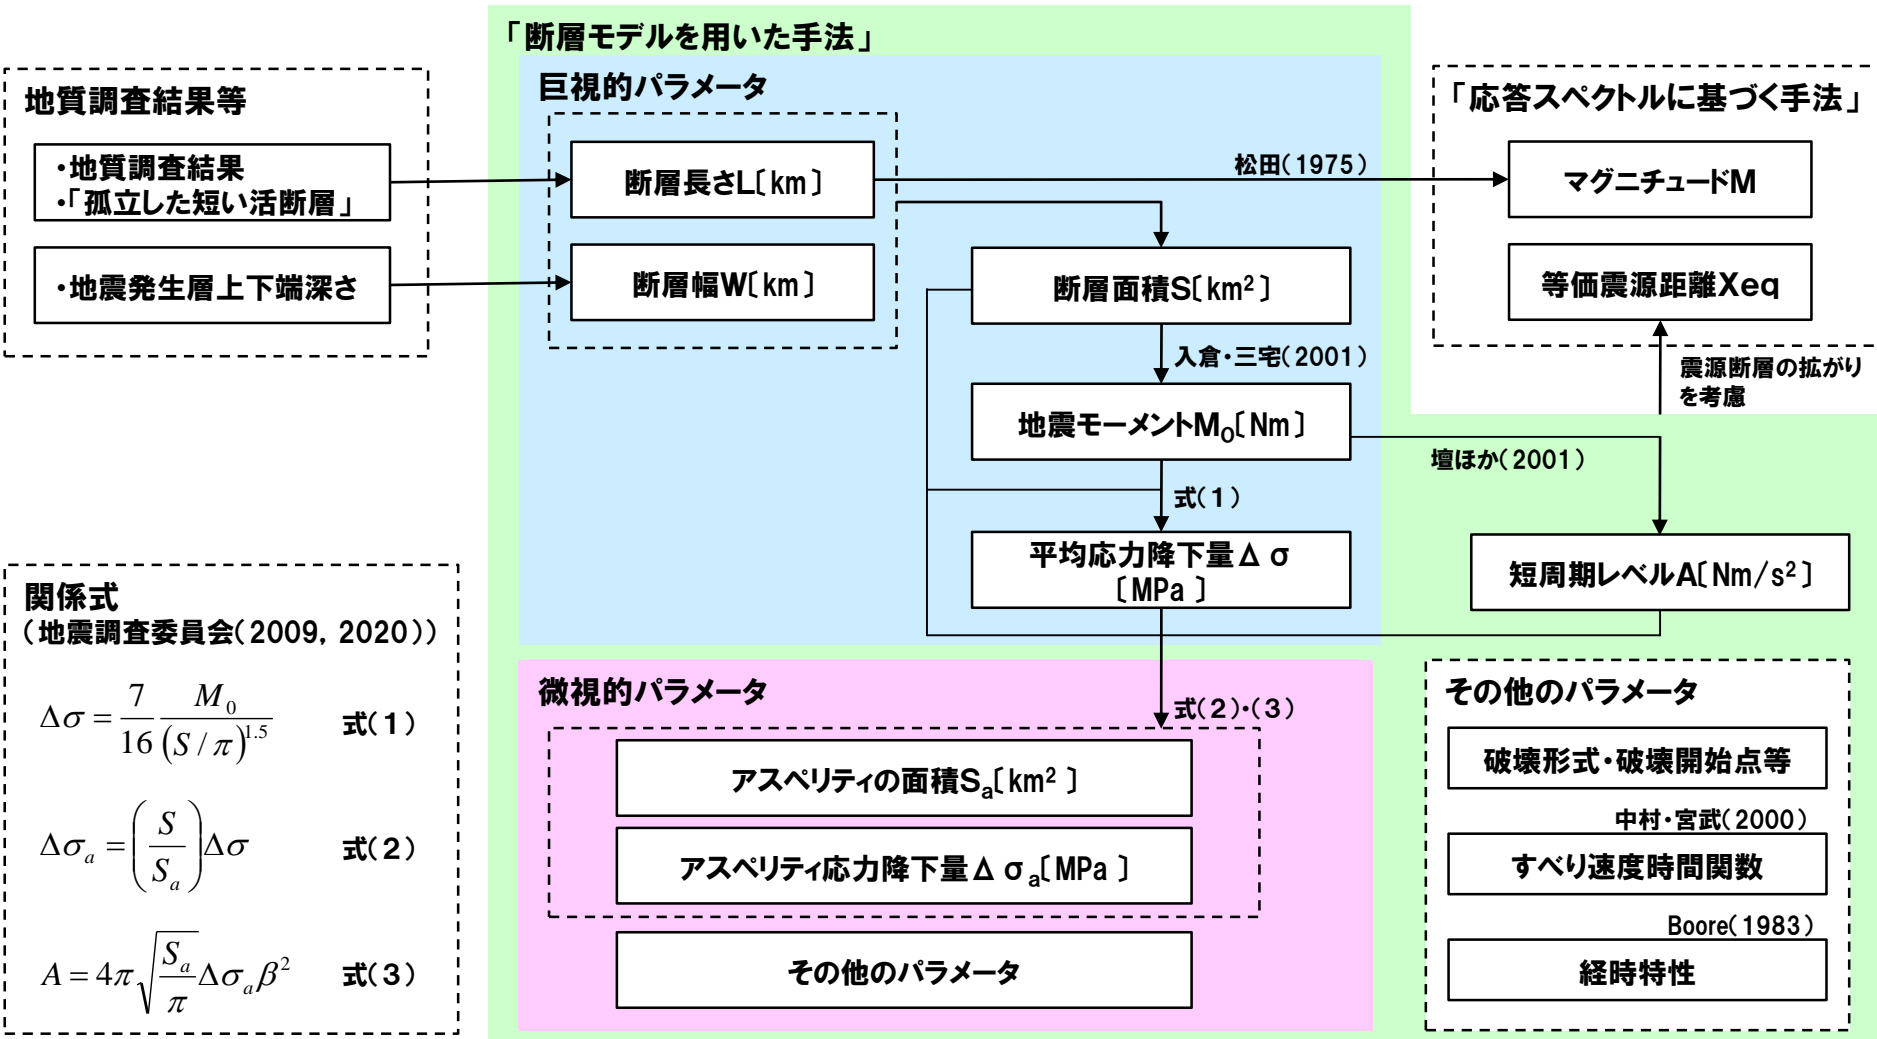 「断層モデルを用いた手法」
地質調査結果等
・地質調査結果
・「孤立した短い活断層」
・地震発生層上下端深さ
巨視的パラメータ
断層長さL〔km〕
断層幅W〔km〕
松田(1975)
「応答スペクトルに基づく手法」
マグニチュードM
等価震源距離Xeq
震源断層の拡がり
を考慮
断層面積S〔km²〕
入倉・三宅(2001)
地震モーメントM₀〔Nm〕
壇ほか(2001)
式(1)
平均応力降下量Δσ
〔MPa〕
短周期レベルA〔Nm/s²〕
関係式
(地震調査委員会(2009, 2020))
Δσ = 7/16 M₀/(S/π)^1.5 式(1)
Δσₐ = (S/Sₐ)Δσ 式(2)
A = 4π√(Sₐ/π)Δσₐβ² 式(3)
微視的パラメータ
式(2)・(3)
アスペリティの面積Sₐ〔km²〕
アスペリティ応力降下量Δσₐ〔MPa〕
その他のパラメータ
その他のパラメータ
破壊形式・破壊開始点等
中村・宮武(2000)
すべり速度時間関数
Boore(1983)
経時特性